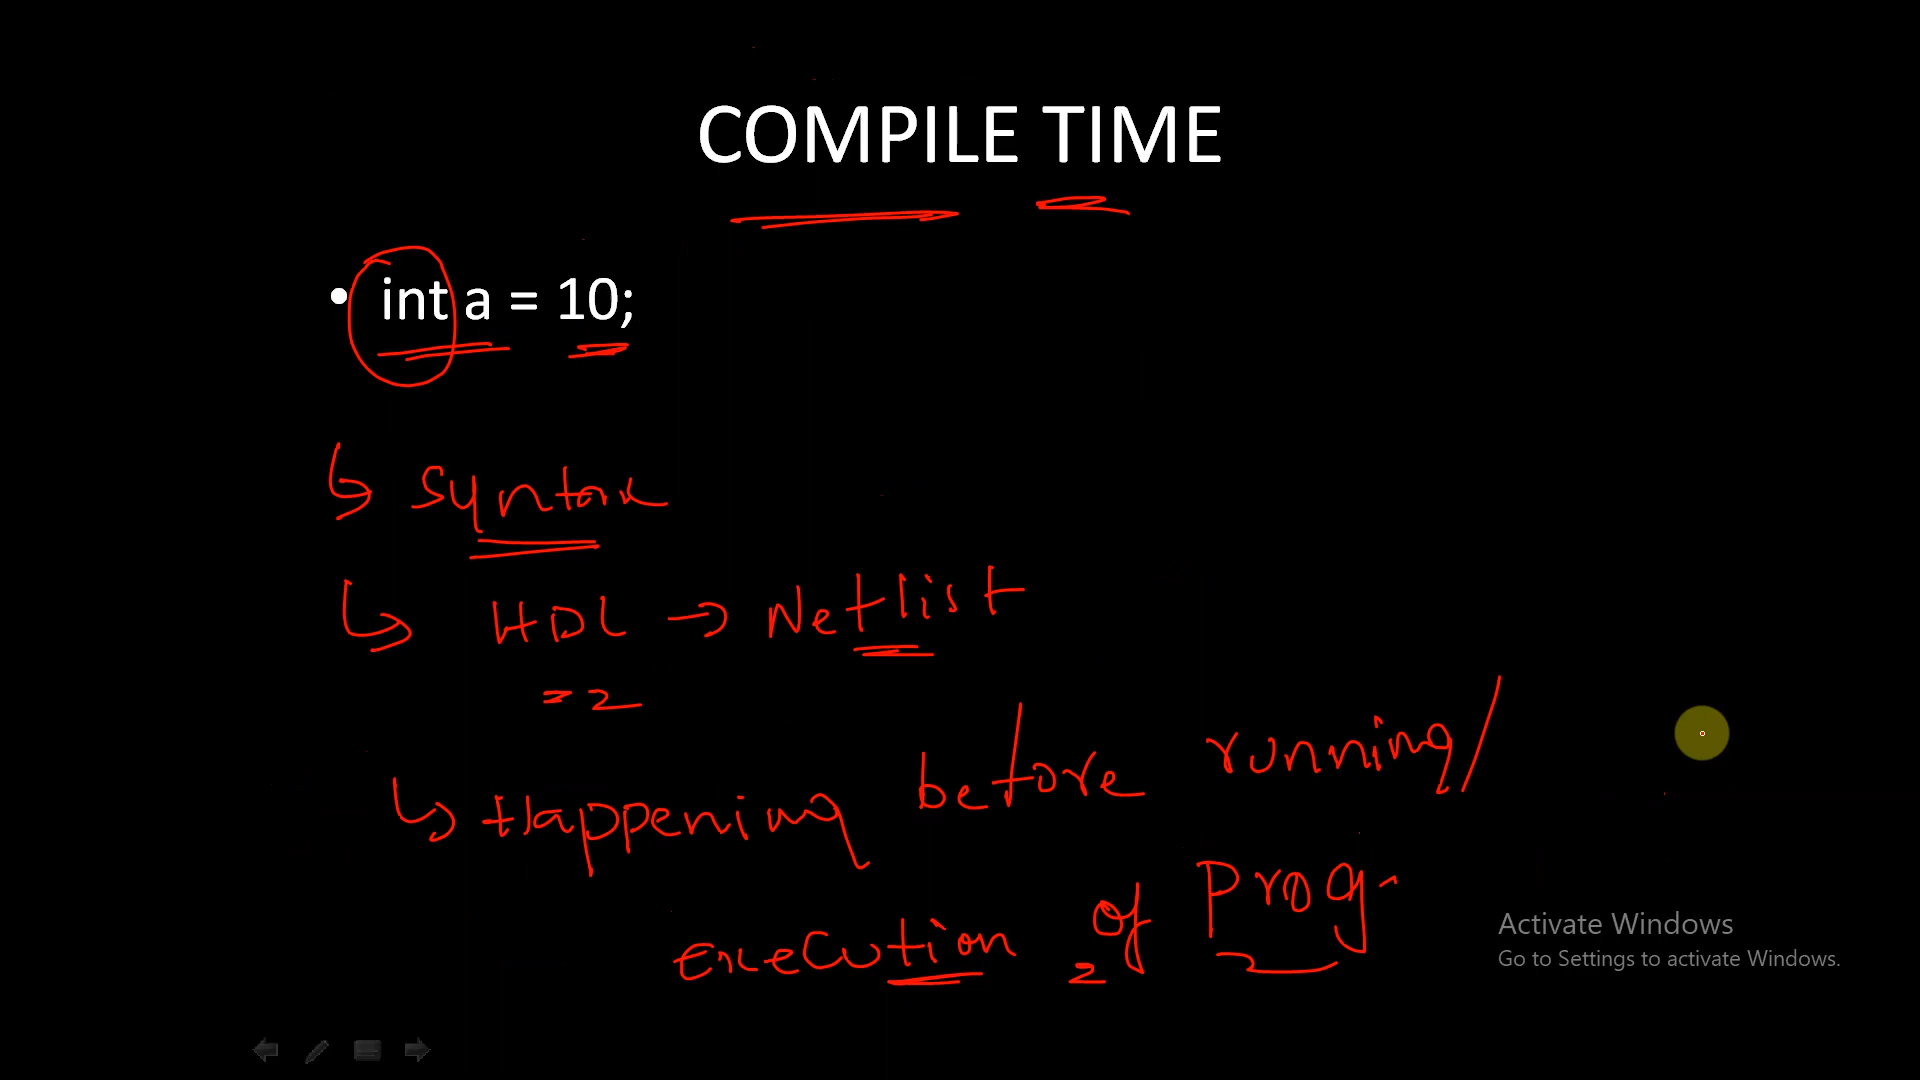 COMPILE TIME
• int a = 10;
↳ Syntax
↳ HDL → Netlist
↳ Happening before running/
execution of Prog.
Activate Windows
Go to Settings to activate Windows.